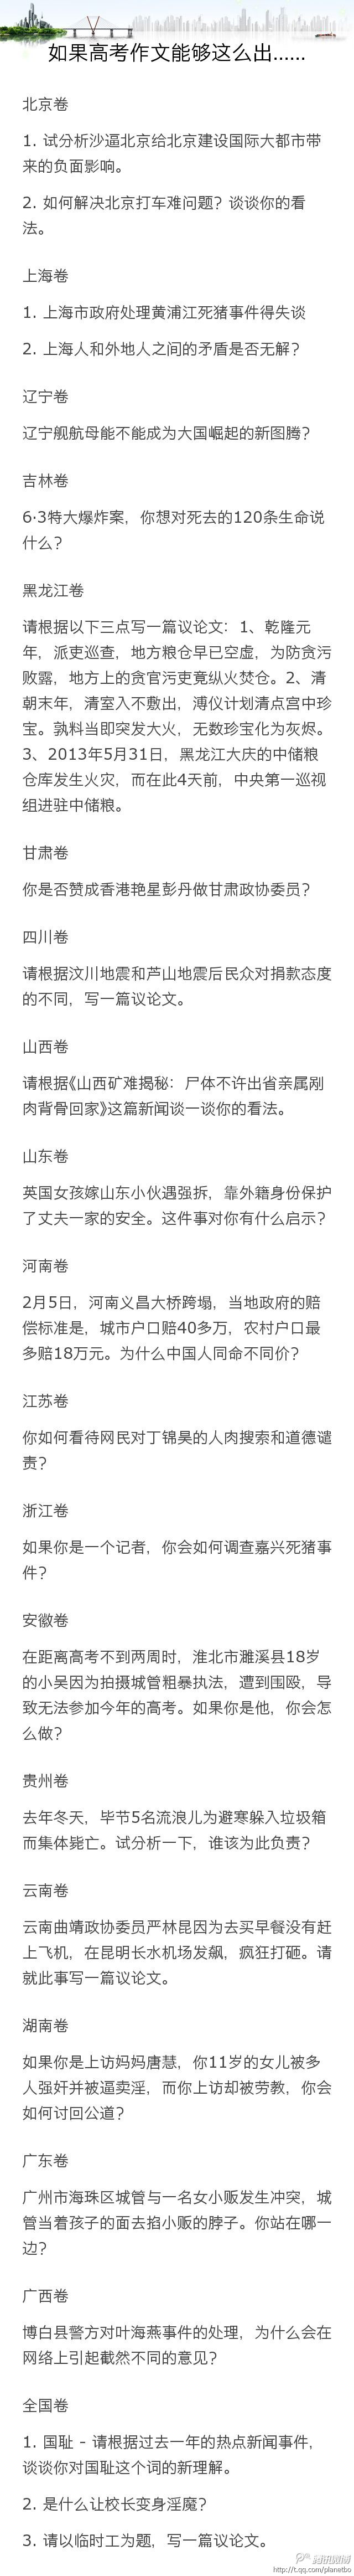 如果高考作文能够这么出……
北京卷
1. 试分析沙逼北京给北京建设国际大都市带
来的负面影响。
2. 如何解决北京打车难问题？谈谈你的看
法。
上海卷
1. 上海市政府处理黄浦江死猪事件得失谈
2. 上海人和外地人之间的矛盾是否无解？
辽宁卷
辽宁舰航母能不能成为大国崛起的新图腾？
吉林卷
6·3特大爆炸案，你想对死去的120条生命说
什么？
黑龙江卷
请根据以下三点写一篇议论文：1、乾隆元
年，派吏巡查，地方粮仓早已空虚，为防贪污
败露，地方上的贪官污吏竟纵火焚仓。2、清
朝末年，清室入不敷出，溥仪计划清点宫中珍
宝。孰料当即突发大火，无数珍宝化为灰烬。
3、2013年5月31日，黑龙江大庆的中储粮
仓库发生火灾，而在此4天前，中央第一巡视
组进驻中储粮。
甘肃卷
你是否赞成香港艳星彭丹做甘肃政协委员？
四川卷
请根据汶川地震和芦山地震后民众对捐款态度
的不同，写一篇议论文。
山西卷
请根据《山西矿难揭秘：尸体不许出省亲属剐
肉背骨回家》这篇新闻谈一谈你的看法。
山东卷
英国女孩嫁山东小伙遇强拆，靠外籍身份保护
了丈夫一家的安全。这件事对你有什么启示？
河南卷
2月5日，河南义昌大桥跨塌，当地政府的赔
偿标准是，城市户口赔40多万，农村户口最
多赔18万元。为什么中国人同命不同价？
江苏卷
你如何看待网民对丁锦昊的人肉搜索和道德谴
责？
浙江卷
如果你是一个记者，你会如何调查嘉兴死猪事
件？
安徽卷
在距离高考不到两周时，淮北市濉溪县18岁
的小吴因为拍摄城管粗暴执法，遭到围殴，导
致无法参加今年的高考。如果你是他，你会怎
么做？
贵州卷
去年冬天，毕节5名流浪儿为避寒躲入垃圾箱
而集体毙亡。试分析一下，谁该为此负责？
云南卷
云南曲靖政协委员严林昆因为去买早餐没有赶
上飞机，在昆明长水机场发飙，疯狂打砸。请
就此事写一篇议论文。
湖南卷
如果你是上访妈妈唐慧，你11岁的女儿被多
人强奸并被逼卖淫，而你上访却被劳教，你会
如何讨回公道？
广东卷
广州市海珠区城管与一名女小贩发生冲突，城
管当着孩子的面去掐小贩的脖子。你站在哪一
边？
广西卷
博白县警方对叶海燕事件的处理，为什么会在
网络上引起截然不同的意见？
全国卷
1. 国耻 - 请根据过去一年的热点新闻事件，
谈谈你对国耻这个词的新理解。
2. 是什么让校长变身淫魔？
3. 请以临时工为题，写一篇议论文。
腾讯微博
http://t.qq.com/planetbo